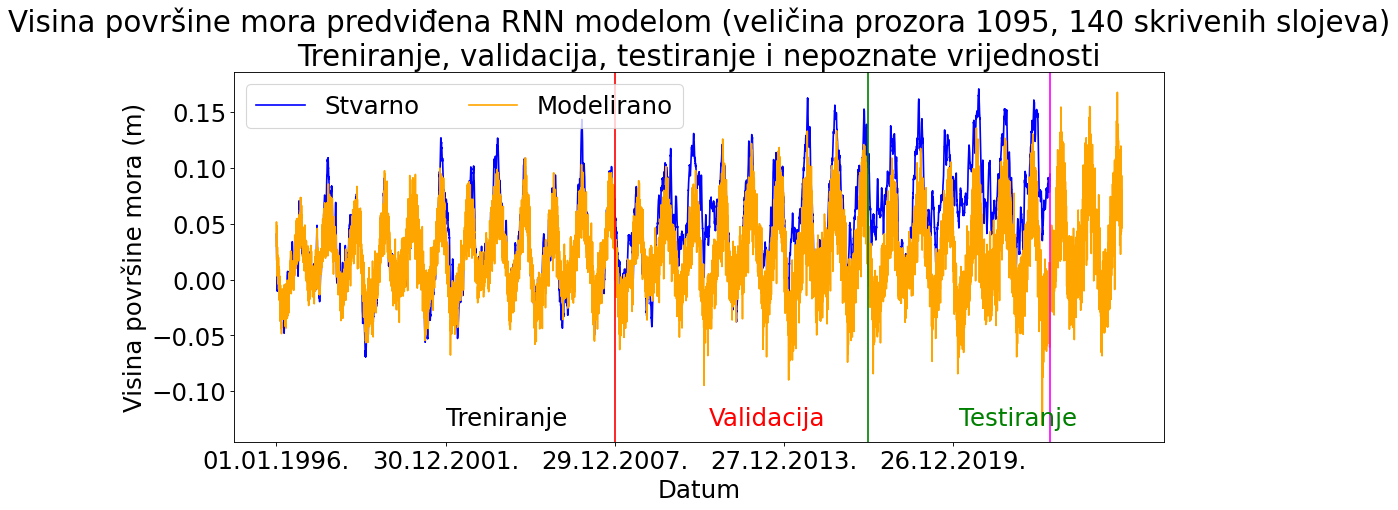 Visina površine mora predviđena RNN modelom (veličina prozora 1095, 140 skrivenih slojeva)
Treniranje, validacija, testiranje i nepoznate vrijednosti
Stvarno
Modelirano
Visina površine mora (m)
0.15
0.10
0.05
0.00
−0.05
−0.10
Treniranje
Validacija
Testiranje
01.01.1996.
30.12.2001.
29.12.2007.
27.12.2013.
26.12.2019.
Datum